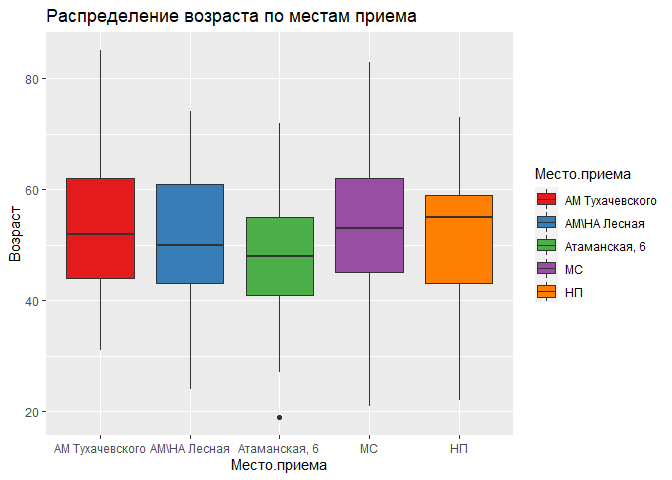 Распределение возраста по местам приема
Возраст
80
60
40
20
АМ Тухачевского
АМ\НА Лесная
Атаманская, 6
МС
НП
Место.приема
Место.приема
АМ Тухачевского
АМ\НА Лесная
Атаманская, 6
МС
НП